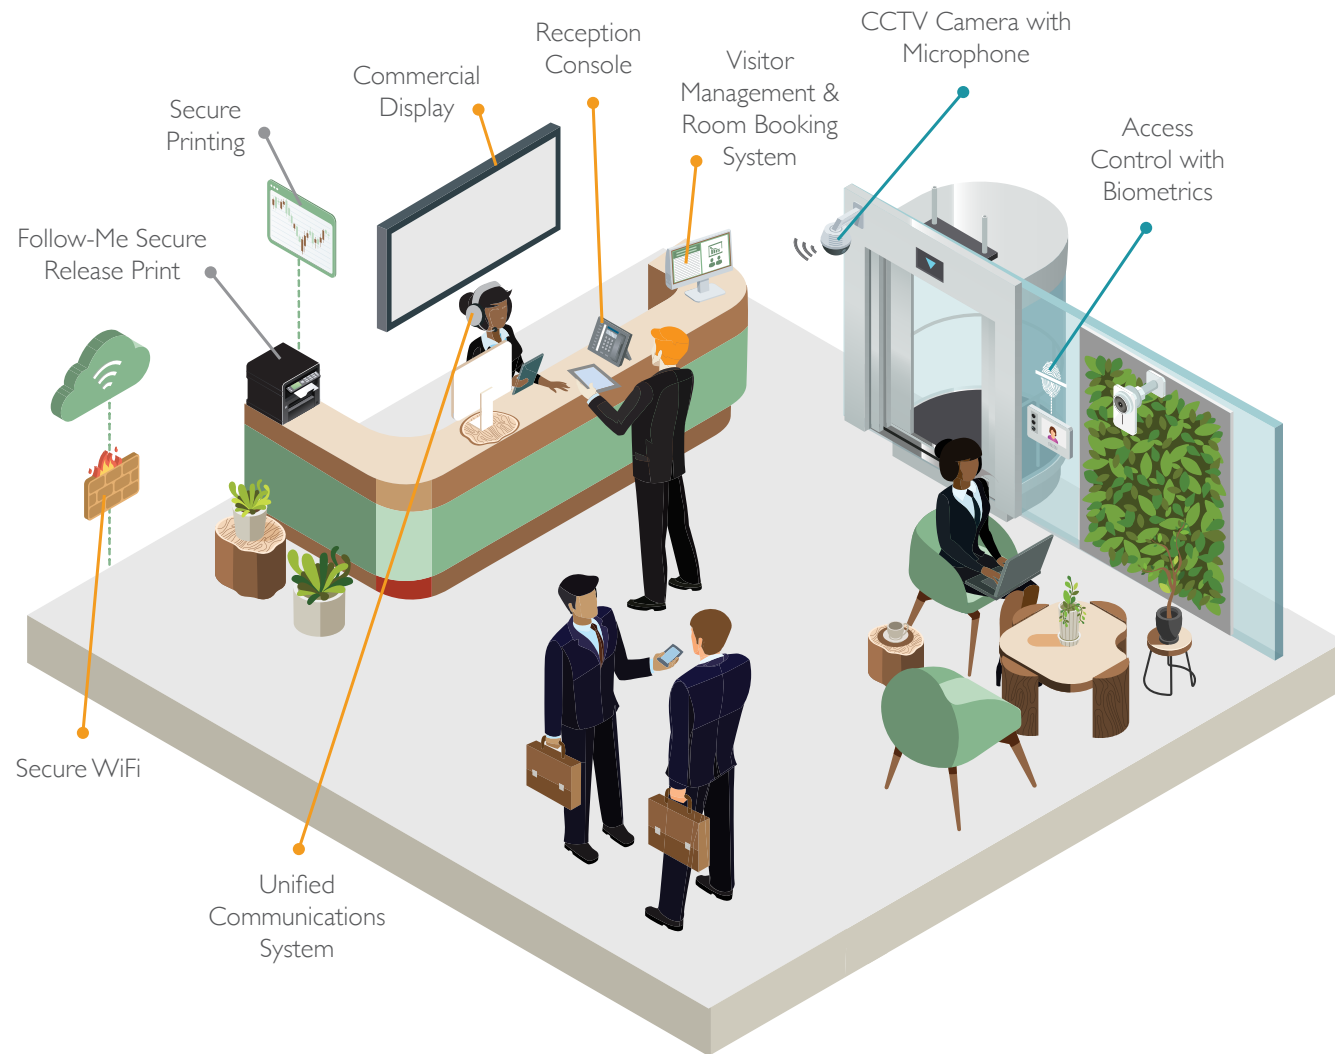 CCTV Camera with
Microphone
Reception
Console
Visitor
Management &
Room Booking
System
Commercial
Display
Secure
Printing
Access
Control with
Biometrics
Follow-Me Secure
Release Print
Secure WiFi
Unified
Communications
System